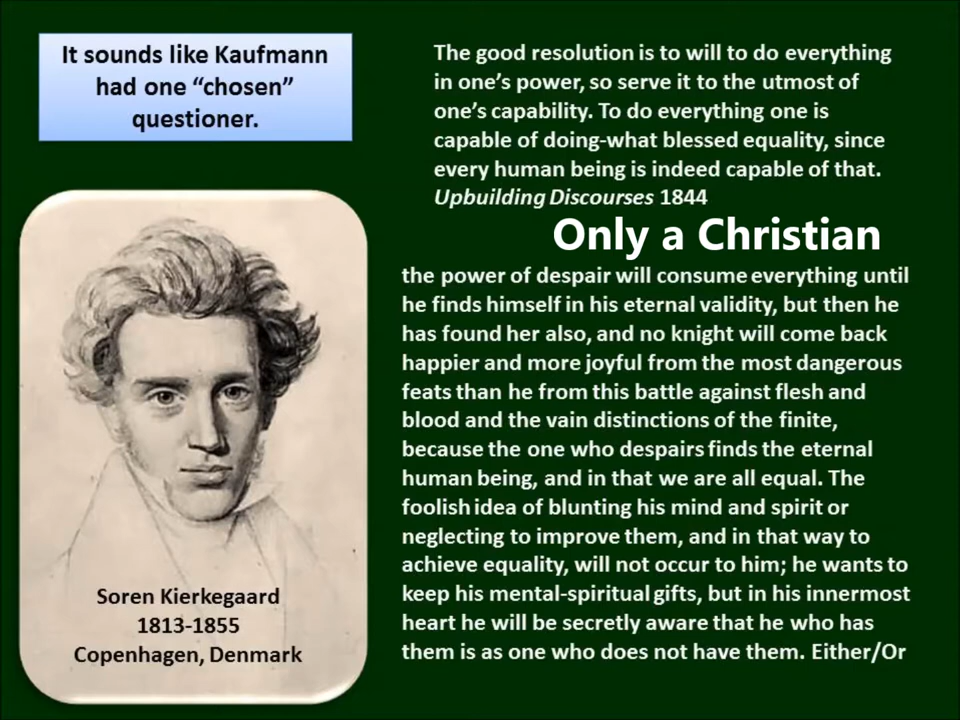 It sounds like Kaufmann
had one “chosen”
questioner.
The good resolution is to will to do everything
in one’s power, so serve it to the utmost of
one’s capability. To do everything one is
capable of doing-what blessed equality, since
every human being is indeed capable of that.
Upbuilding Discourses 1844
Only a Christian
the power of despair will consume everything until
he finds himself in his eternal validity, but then he
has found her also, and no knight will come back
happier and more joyful from the most dangerous
feats than he from this battle against flesh and
blood and the vain distinctions of the finite,
because the one who despairs finds the eternal
human being, and in that we are all equal. The
foolish idea of blunting his mind and spirit or
neglecting to improve them, and in that way to
achieve equality, will not occur to him; he wants to
keep his mental-spiritual gifts, but in his innermost
heart he will be secretly aware that he who has
them is as one who does not have them. Either/Or
Soren Kierkegaard
1813-1855
Copenhagen, Denmark